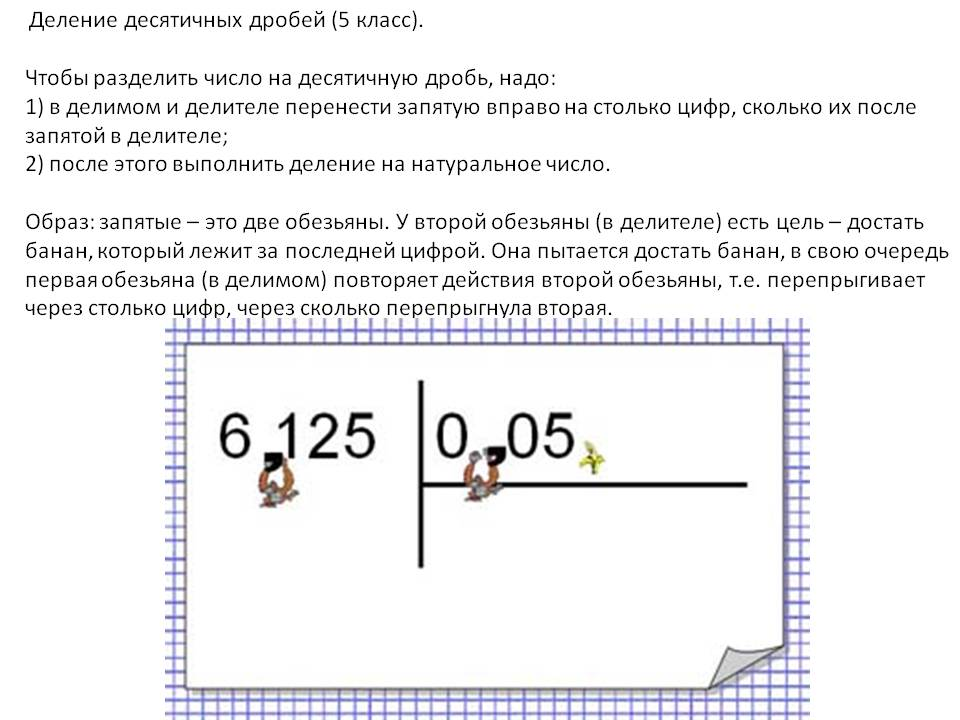 Деление десятичных дробей (5 класс).
Чтобы разделить число на десятичную дробь, надо:
1) в делимом и делителе перенести запятую вправо на столько цифр, сколько их после
запятой в делителе;
2) после этого выполнить деление на натуральное число.
Образ: запятые – это две обезьяны. У второй обезьяны (в делителе) есть цель – достать
банан, который лежит за последней цифрой. Она пытается достать банан, в свою очередь
первая обезьяна (в делимом) повторяет действия второй обезьяны, т.е. перепрыгивает
через столько цифр, через сколько перепрыгнула вторая.
6,125 0,05